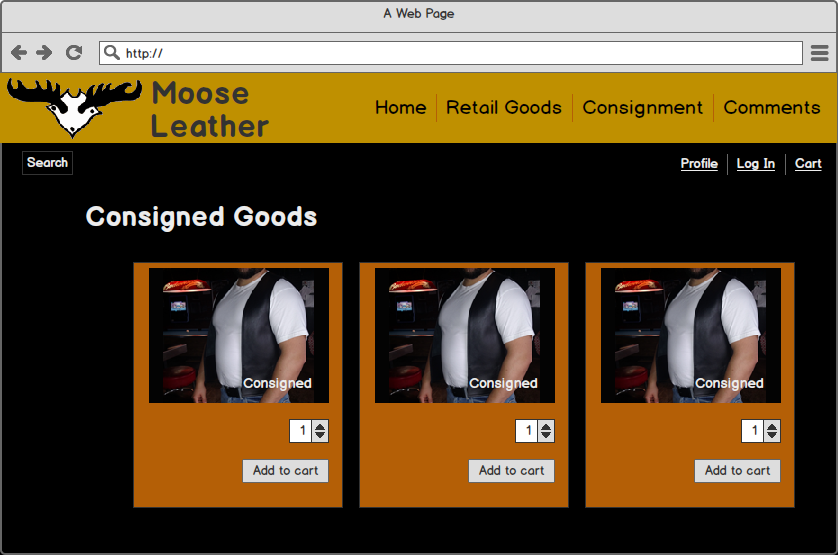 A Web Page
http://
Moose
Leather
Home Retail Goods Consignment Comments
Search
Profile Log In Cart
Consigned Goods
Consigned Consigned Consigned
1 1 1
Add to cart Add to cart Add to cart